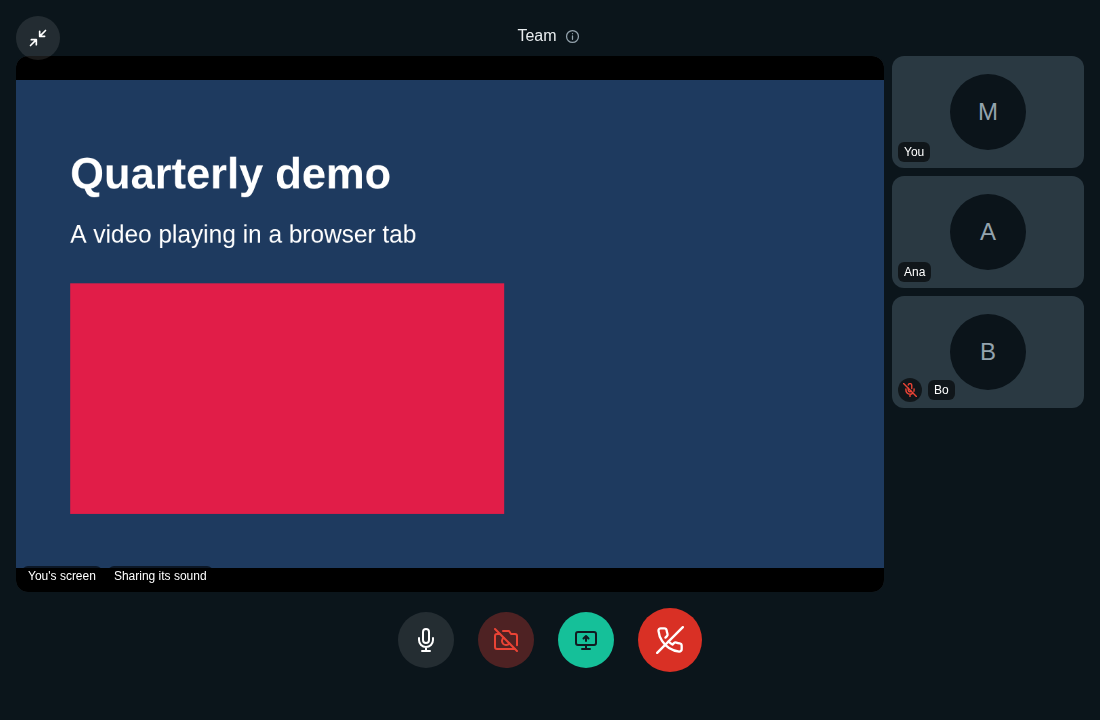 Team
Quarterly demo
A video playing in a browser tab
You's screen
Sharing its sound
M
You
A
Ana
B
Bo